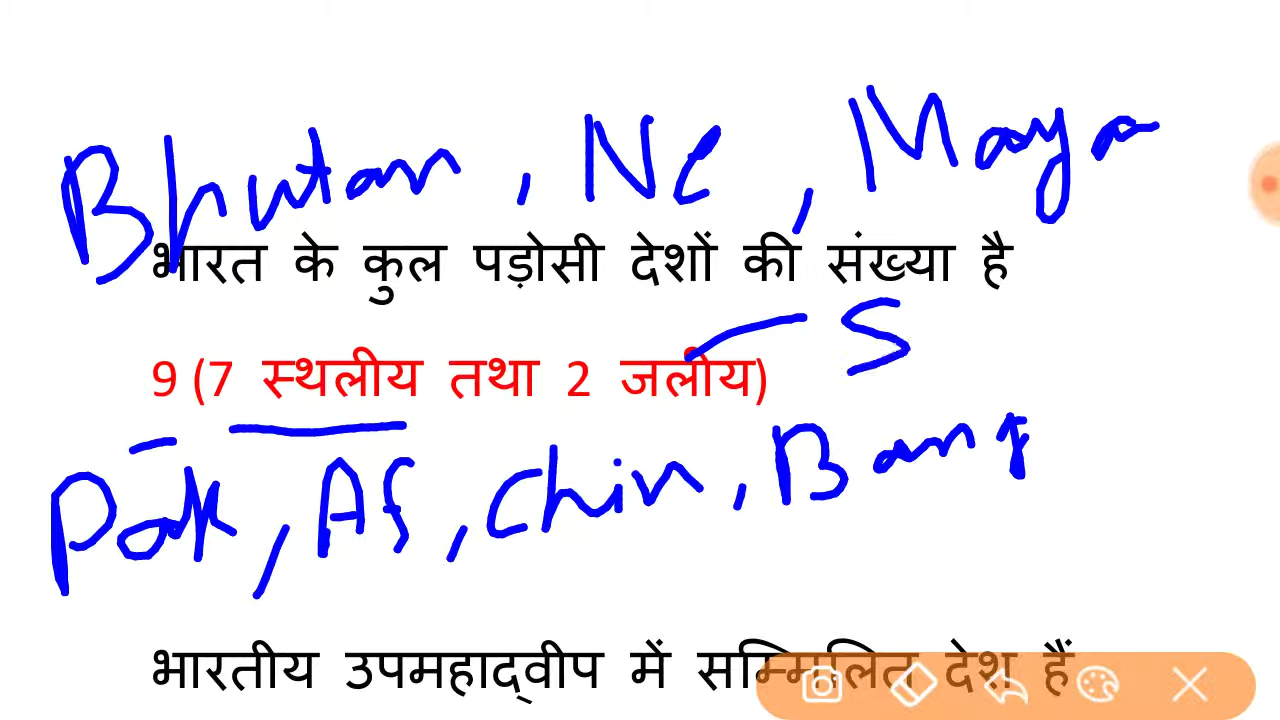 Bhutan, Ne, Maya
भारत के कुल पड़ोसी देशों की संख्या है
S
9 (7 स्थलीय तथा 2 जलीय)
Pak, Af, Chin, Bang
भारतीय उपमहाद्वीप में सम्मिलित देश हैं